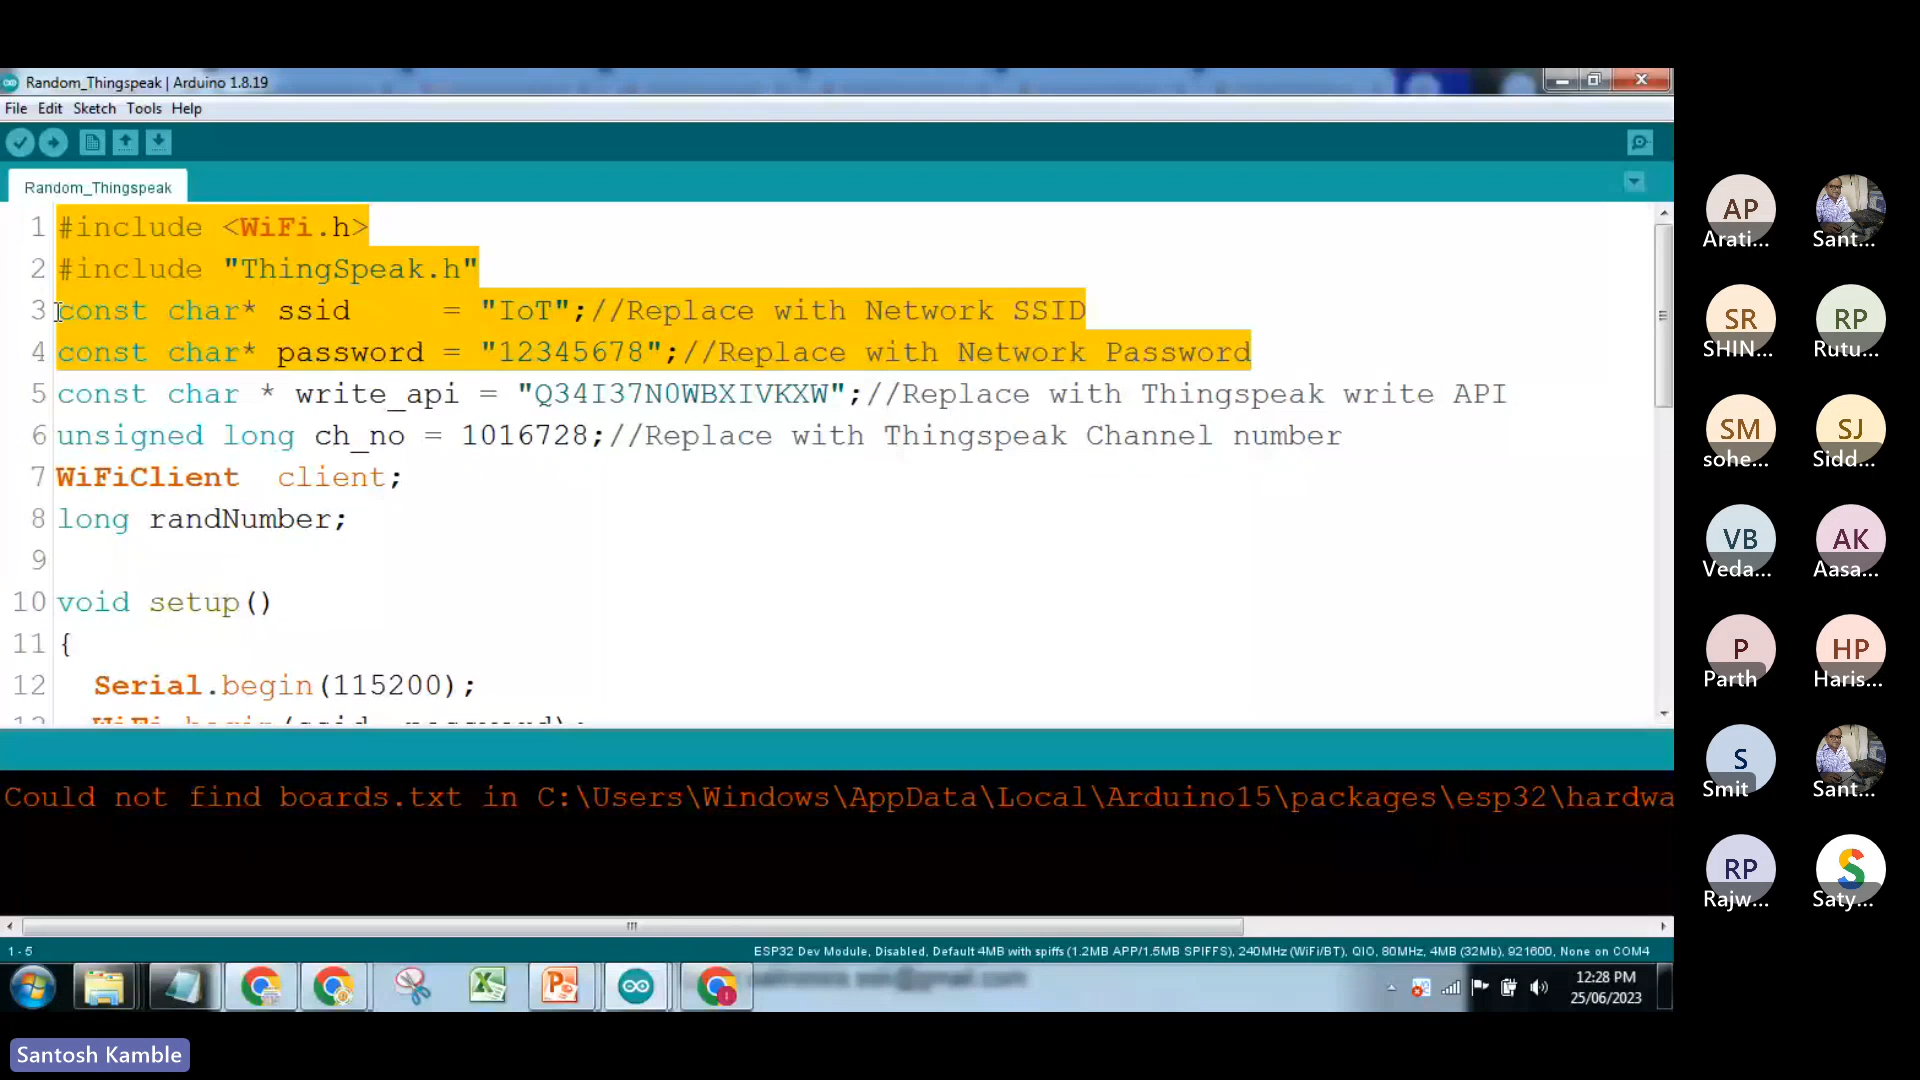 Random_Thingspeak | Arduino 1.8.19
File Edit Sketch Tools Help
Random_Thingspeak
1 #include <WiFi.h>
2 #include "ThingSpeak.h"
3 const char* ssid     = "IoT";//Replace with Network SSID
4 const char* password = "12345678";//Replace with Network Password
5 const char * write_api = "Q34I37N0WBXIVKXW";//Replace with Thingspeak write API
6 unsigned long ch_no = 1016728;//Replace with Thingspeak Channel number
7 WiFiClient  client;
8 long randNumber;
9
10 void setup()
11 {
12   Serial.begin(115200);
Could not find boards.txt in C:\Users\Windows\AppData\Local\Arduino15\packages\esp32\hardwa
1 - 5
ESP32 Dev Module, Disabled, Default 4MB with spiffs (1.2MB APP/1.5MB SPIFFS), 240MHz (WiFi/BT), QIO, 80MHz, 4MB (32Mb), 921600, None on COM4
12:28 PM
25/06/2023
Santosh Kamble
AP
Arati...
Sant...
SR
SHIN...
RP
Rutu...
SM
sohe...
SJ
Sidd...
VB
Veda...
AK
Aasa...
P
Parth
HP
Haris...
S
Smit
Sant...
RP
Rajw...
S
Saty...